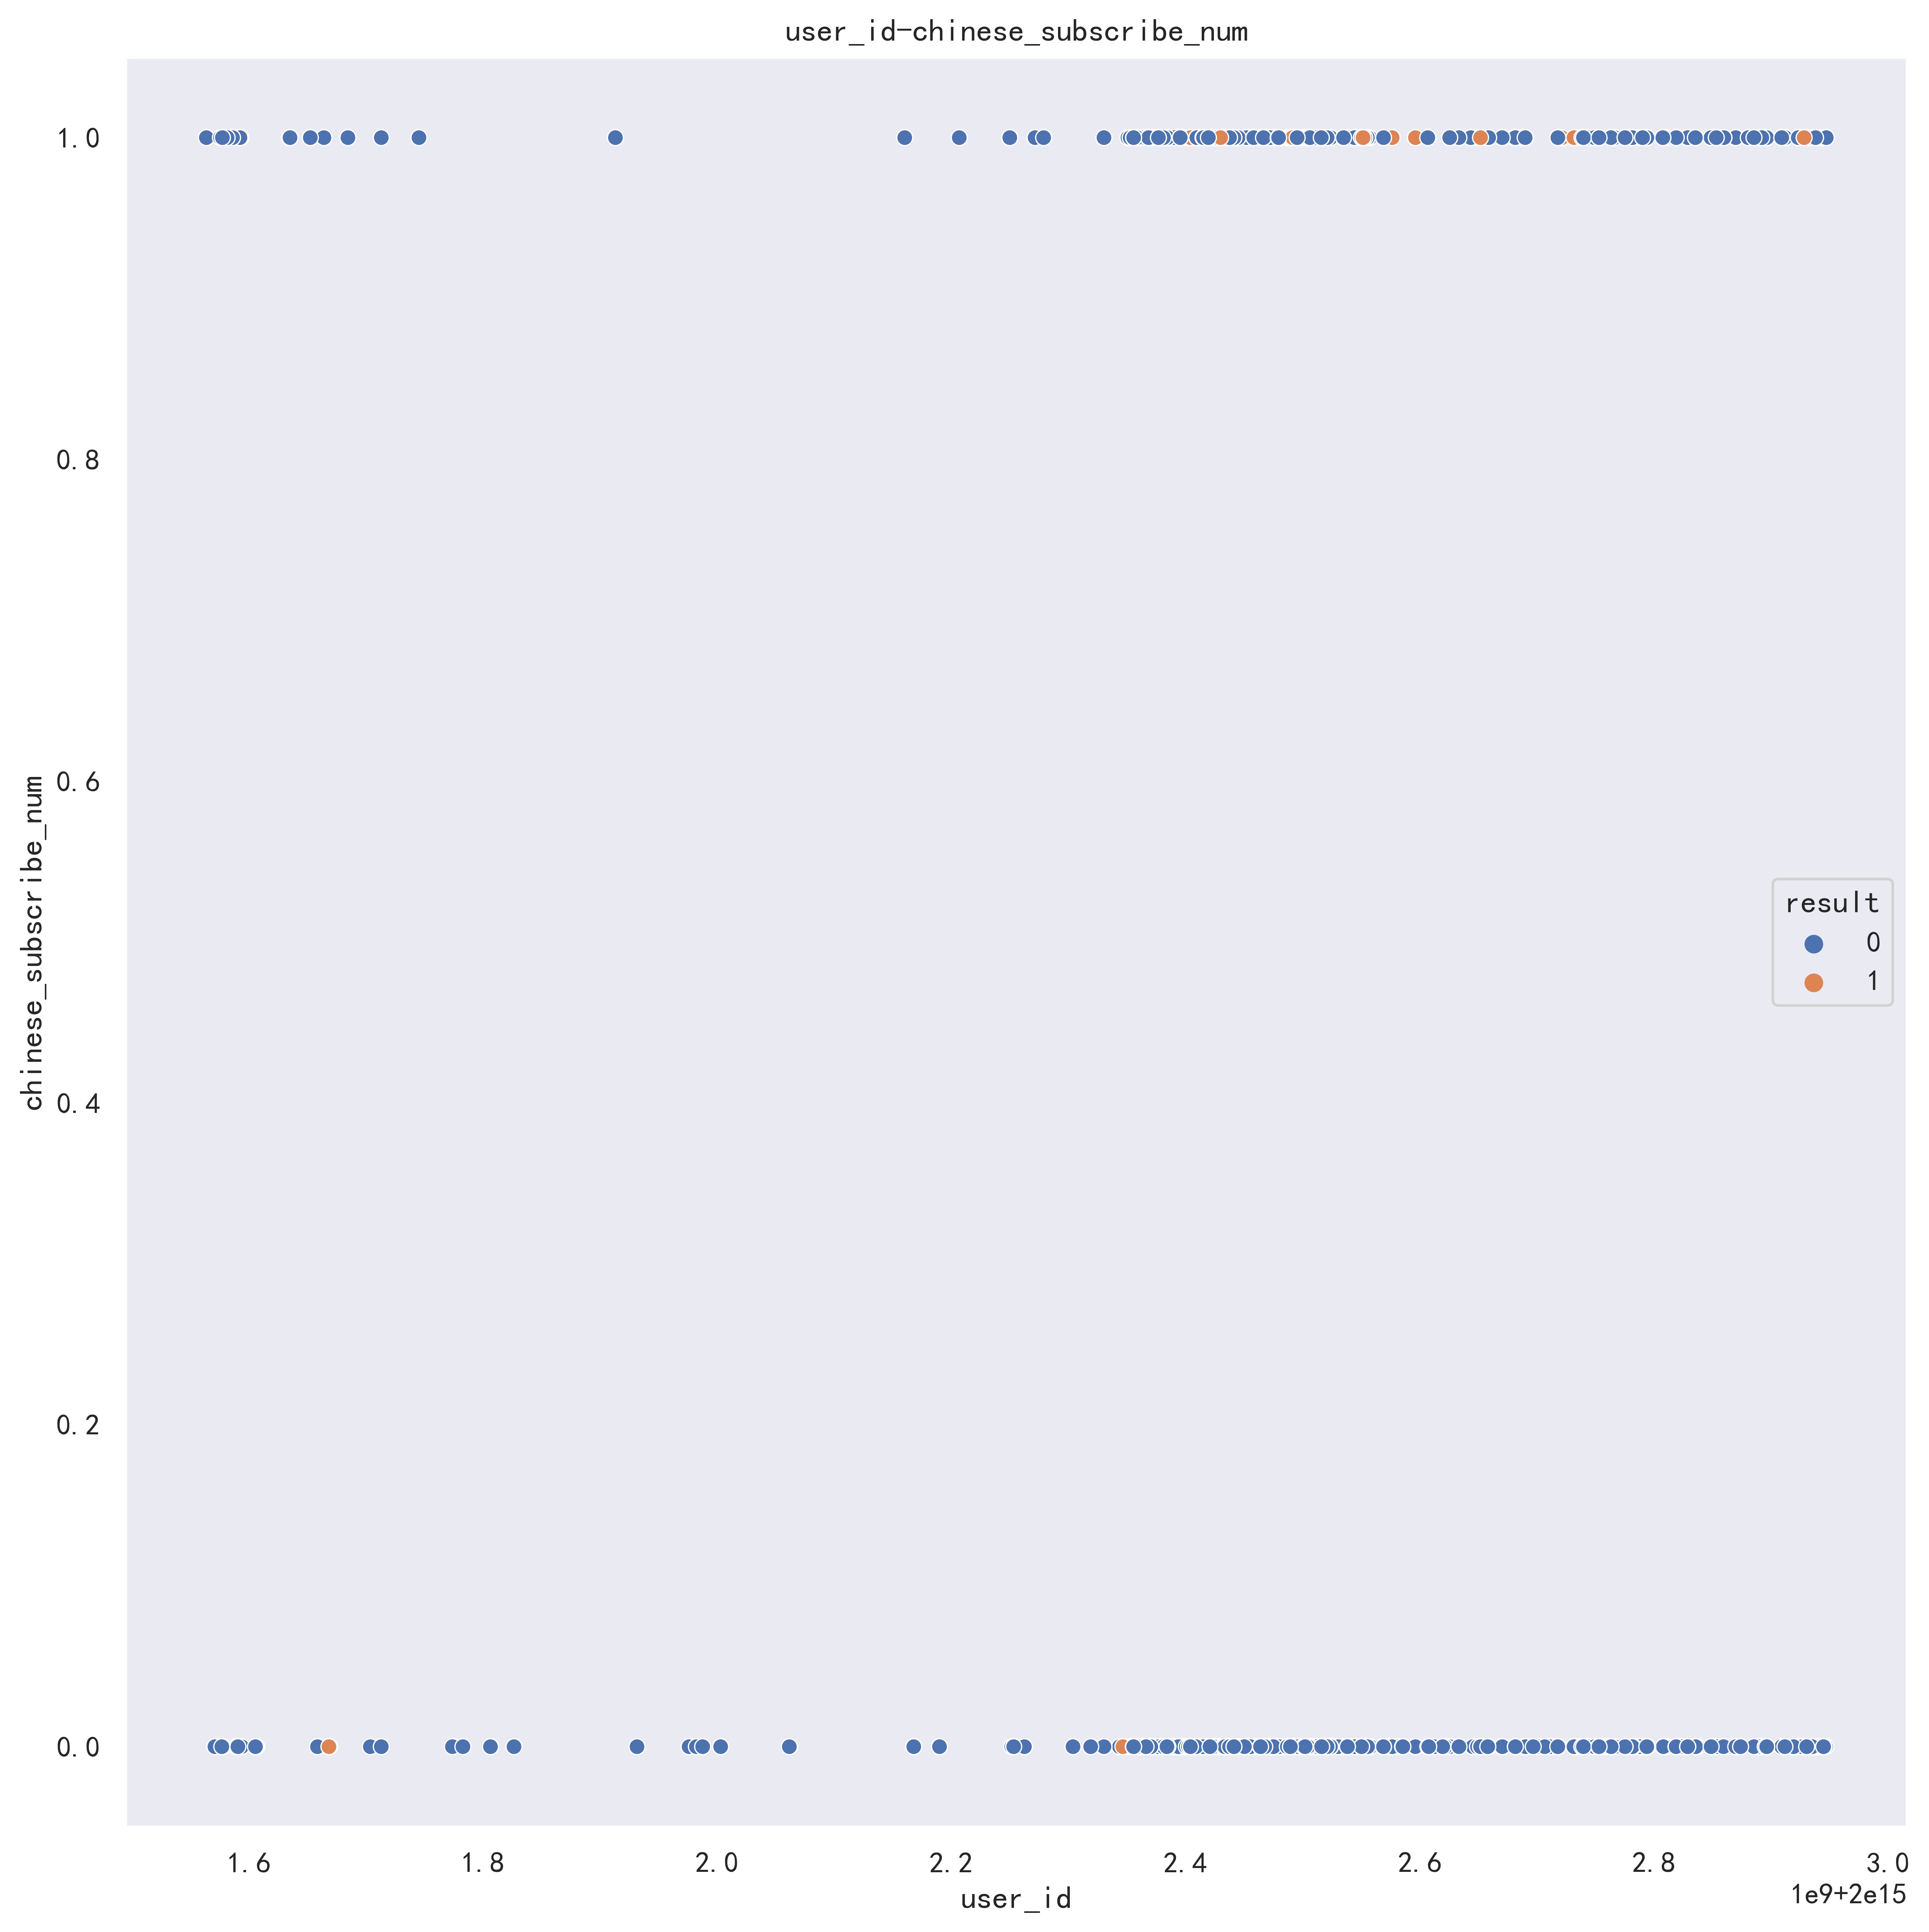 user_id-chinese_subscribe_num
1.0
0.8
0.6
0.4
0.2
0.0
chinese_subscribe_num
result
0
1
1.6 1.8 2.0 2.2 2.4 2.6 2.8 3.0
1e9+2e15
user_id